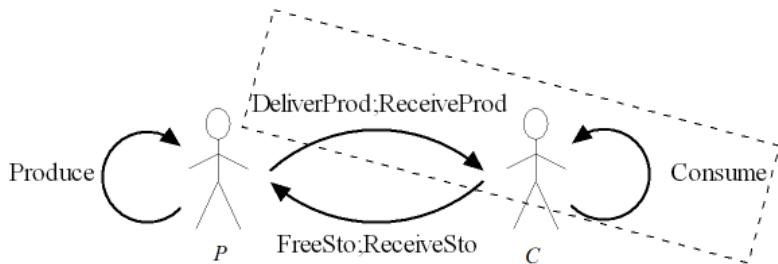 DeliverProd;ReceiveProd
Produce
Consume
FreeSto;ReceiveSto
P
C